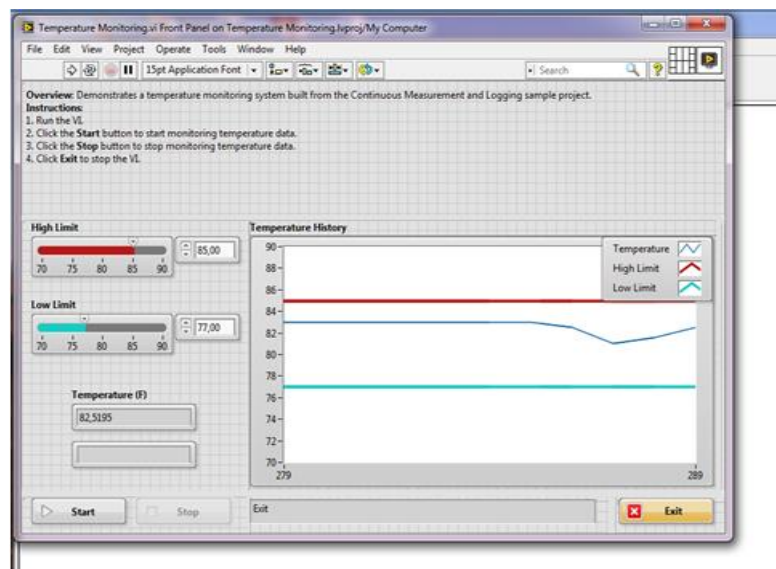 Temperature Monitoring.vi Front Panel on Temperature Monitoring.lvproj/My Computer
File Edit View Project Operate Tools Window Help
15pt Application Font
Search
Overview: Demonstrates a temperature monitoring system built from the Continuous Measurement and Logging sample project.
Instructions:
1. Run the VI.
2. Click the Start button to start monitoring temperature data.
3. Click the Stop button to stop monitoring temperature data.
4. Click Exit to stop the VI.
High Limit
85,00
70 75 80 85 90
Low Limit
77,00
70 75 80 85 90
Temperature (F)
82,5195
Temperature History
90
88
86
84
82
80
78
76
74
72
70
279 289
Temperature
High Limit
Low Limit
Start Stop Exit Exit